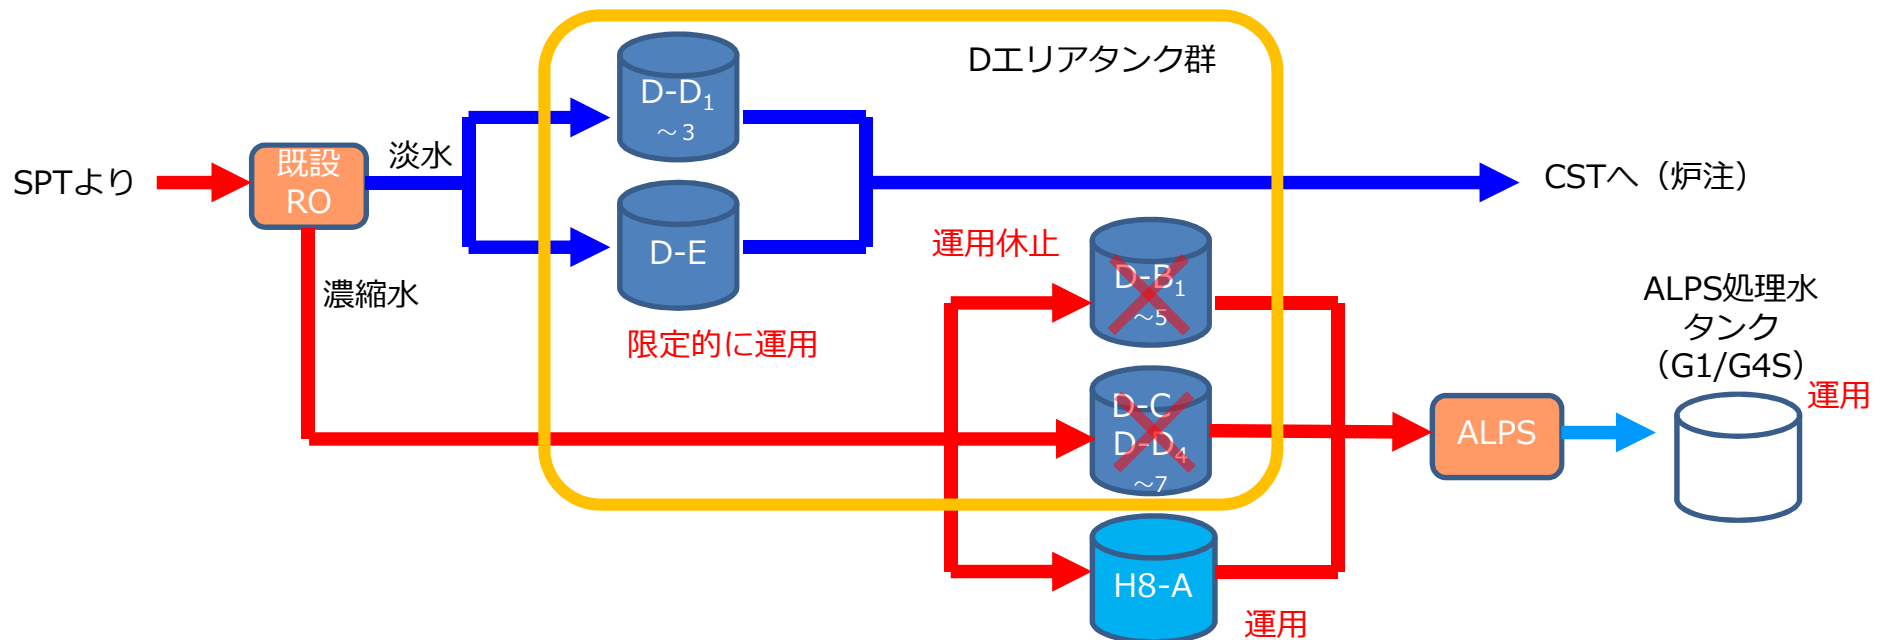 Dエリアタンク群
D-D1
～3
SPTより
既設
RO
淡水
CSTへ（炉注）
D-E
限定的に運用
濃縮水
運用休止
D-B1
～5
D-C
D-D4
～7
H8-A
運用
ALPS
ALPS処理水
タンク
（G1/G4S）
運用